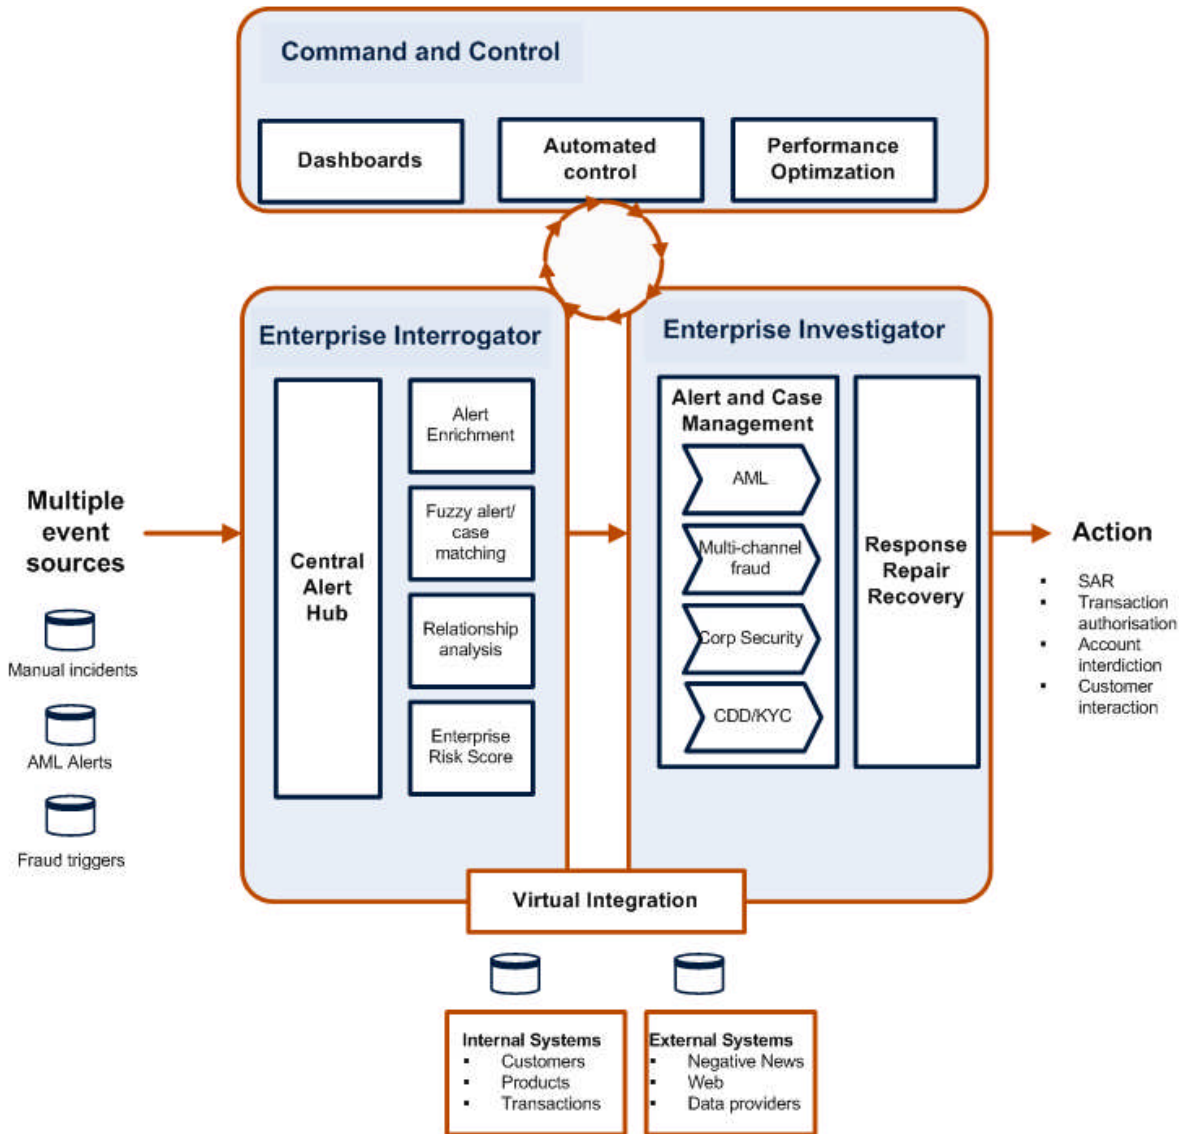 Command and Control
Dashboards
Automated
control
Performance
Optimzation
Enterprise Interrogator
Central
Alert
Hub
Alert
Enrichment
Fuzzy alert/
case
matching
Relationship
analysis
Enterprise
Risk Score
Enterprise Investigator
Alert and Case
Management
AML
Multi-channel
fraud
Corp Security
CDD/KYC
Response
Repair
Recovery
Multiple
event
sources
Manual incidents
AML Alerts
Fraud triggers
Action
▪ SAR
▪ Transaction
authorisation
▪ Account
interdiction
▪ Customer
interaction
Virtual Integration
Internal Systems
▪ Customers
▪ Products
▪ Transactions
External Systems
▪ Negative News
▪ Web
▪ Data providers